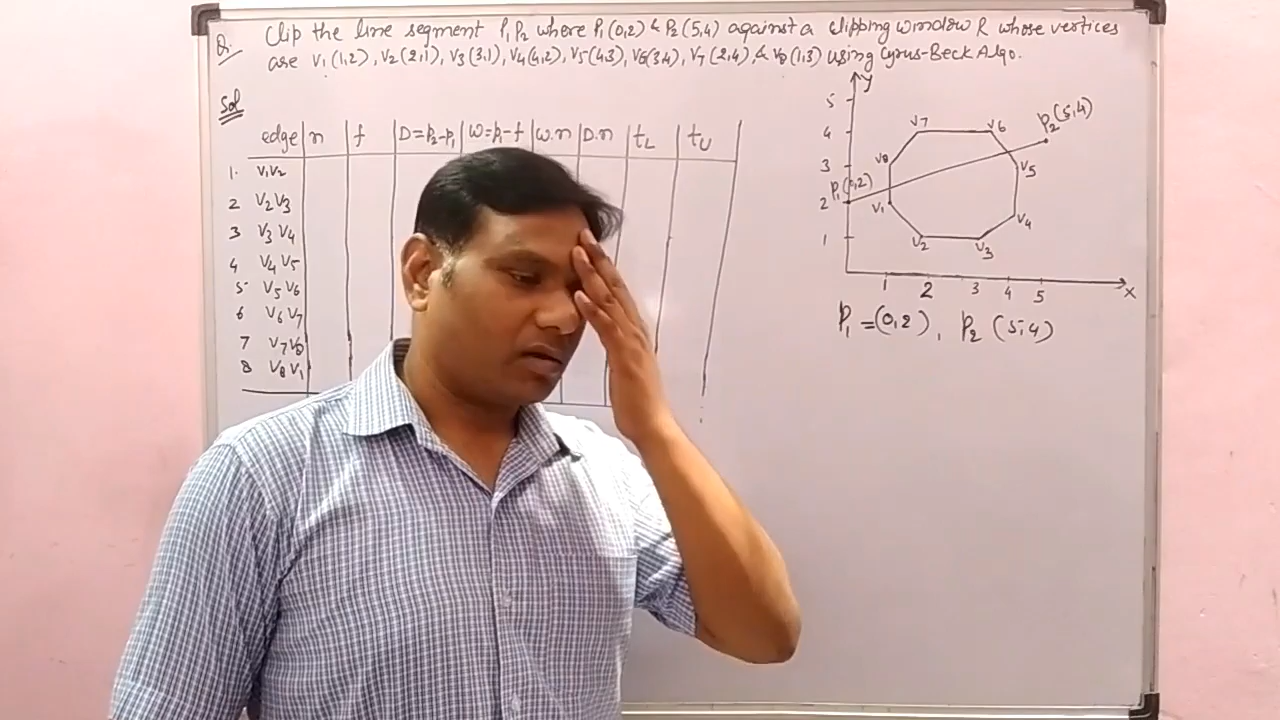 Q:- Clip the line segment P₁P₂ where P₁(0,2) & P₂(5,4) against a clipping window R whose vertices
are V₁(1,2), V₂(2,1), V₃(3,1), V₄(4,2), V₅(4,3), V₆(3,4), V₇(2,4), & V₈(1,3) using Cyrus-Beck Algo.
Sol
edge n f D=P₂-P₁ W=P₁-f W.n D.n tL tU
1. V₁V₂
2 V₂V₃
3 V₃V₄
4 V₄V₅
5 V₅V₆
6 V₆V₇
7 V₇V₈
8 V₈V₁
y
5
4
3
2
1
V₇
V₆
P₂(5,4)
V₈
V₅
P₁(0,2)
V₁
V₄
V₂
V₃
1 2 3 4 5 x
P₁=(0,2), P₂(5,4)